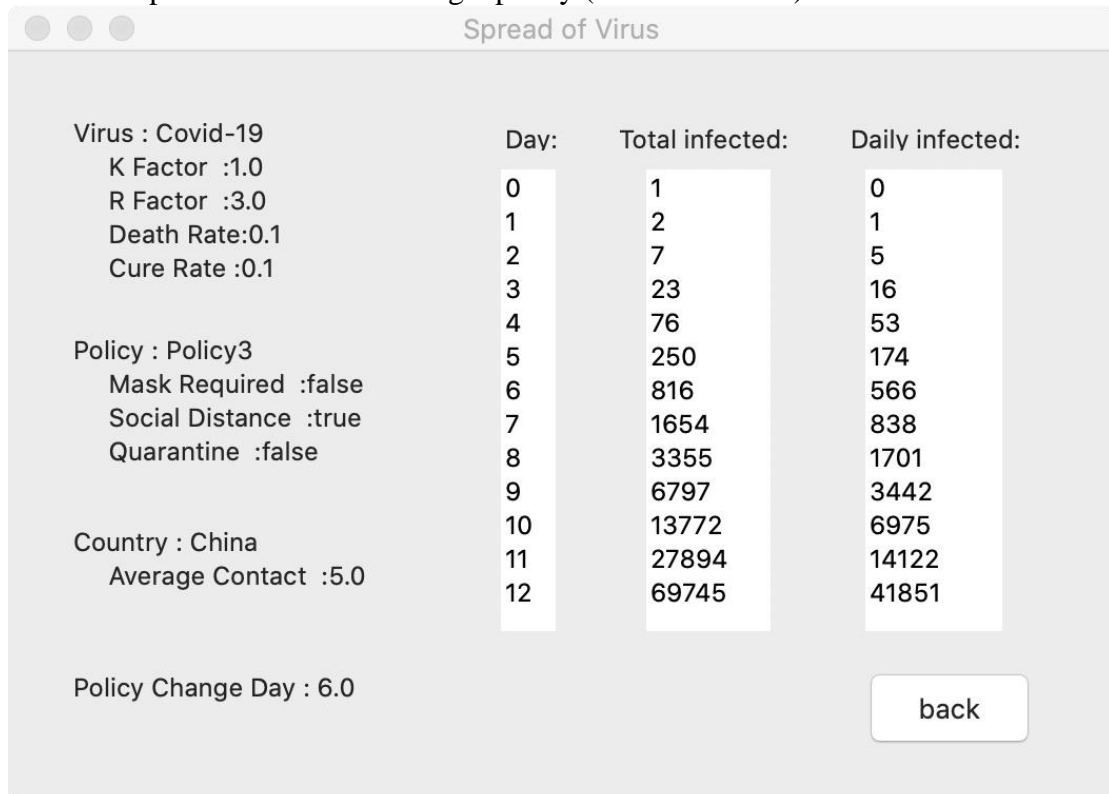 Spread of Virus
Virus : Covid-19
K Factor :1.0
R Factor :3.0
Death Rate:0.1
Cure Rate :0.1
Policy : Policy3
Mask Required :false
Social Distance :true
Quarantine :false
Country : China
Average Contact :5.0
Policy Change Day : 6.0
Day: Total infected: Daily infected:
0 1 0
1 2 1
2 7 5
3 23 16
4 76 53
5 250 174
6 816 566
7 1654 838
8 3355 1701
9 6797 3442
10 13772 6975
11 27894 14122
12 69745 41851
back